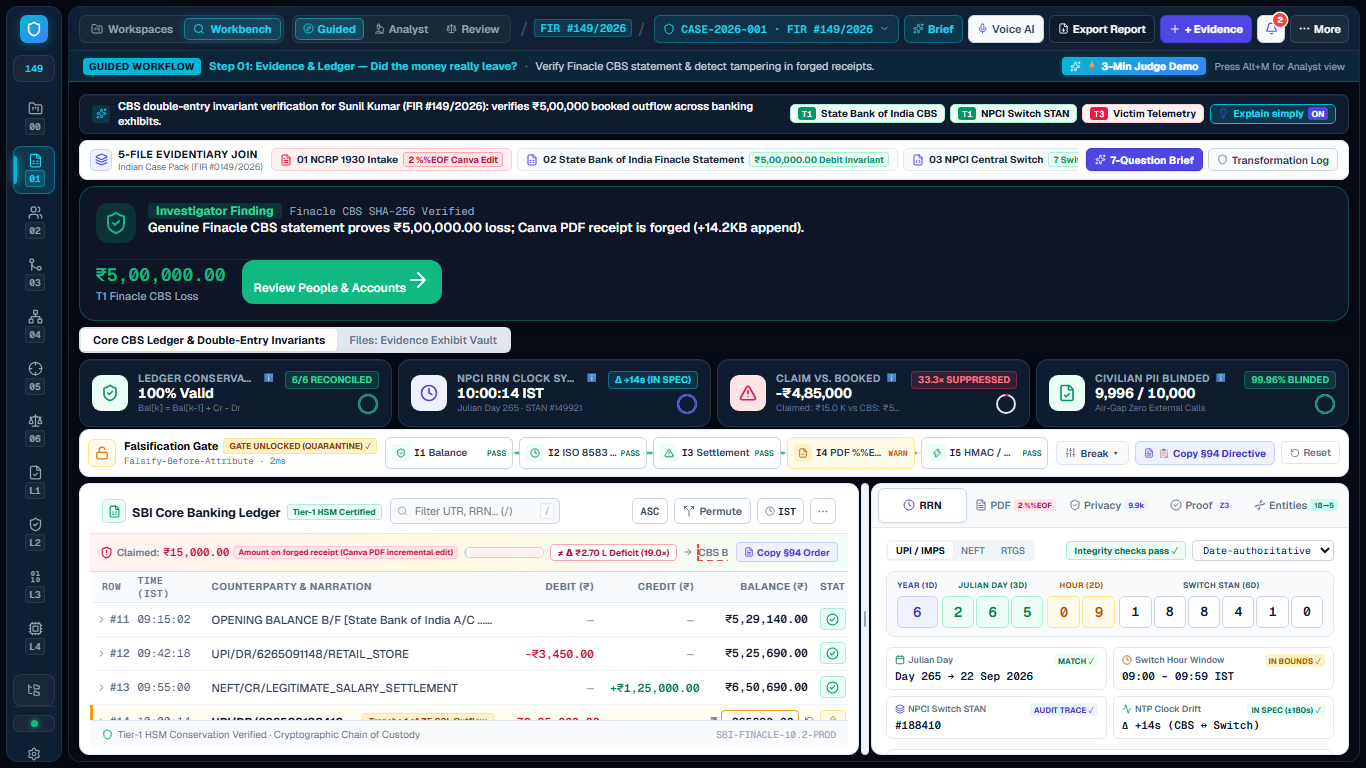 Workspaces Workbench Guided Analyst Review / FIR #149/2026 / CASE-2026-001 · FIR #149/2026 Brief Voice AI Export Report + + Evidence 2 ··· More
149
00
01
02
03
04
05
06
L1
L2
L3
L4
GUIDED WORKFLOW Step 01: Evidence & Ledger — Did the money really leave? · Verify Finacle CBS statement & detect tampering in forged receipts. 3-Min Judge Demo Press Alt+M for Analyst view
CBS double-entry invariant verification for Sunil Kumar (FIR #149/2026): verifies ₹5,00,000 booked outflow across banking
exhibits.
T1 State Bank of India CBS T1 NPCI Switch STAN T3 Victim Telemetry Explain simply ON
5-FILE EVIDENTIARY JOIN
Indian Case Pack (FIR #0149/2026)
01 NCRP 1930 Intake 2 %%EOF Canva Edit 02 State Bank of India Finacle Statement ₹5,00,000.00 Debit Invariant 03 NPCI Central Switch 7 Swit 7-Question Brief Transformation Log
Investigator Finding Finacle CBS SHA-256 Verified
Genuine Finacle CBS statement proves ₹5,00,000.00 loss; Canva PDF receipt is forged (+14.2KB append).
₹5,00,000.00
T1 Finacle CBS Loss
Review People & Accounts →
Core CBS Ledger & Double-Entry Invariants Files: Evidence Exhibit Vault
LEDGER CONSERVA... 6/6 RECONCILED
100% Valid
Bal[k] = Bal[k-1] + Cr - Dr
NPCI RRN CLOCK SY... Δ +14s (IN SPEC)
10:00:14 IST
Julian Day 265 · STAN #149921
CLAIM VS. BOOKED 33.3× SUPPRESSED
-₹4,85,000
Claimed: ₹15.0 K vs CBS: ₹5...
CIVILIAN PII BLINDED 99.96% BLINDED
9,996 / 10,000
Air-Gap Zero External Calls
Falsification Gate GATE UNLOCKED (QUARANTINE) ✓
Falsify-Before-Attribute · 2ms
I1 Balance PASS I2 ISO 8583 ... PASS I3 Settlement PASS I4 PDF %%E... WARN I5 HMAC / ... PASS Break Copy §94 Directive Reset
SBI Core Banking Ledger Tier-1 HSM Certified Filter UTR, RRN... (/) / ASC Permute IST ···
Claimed: ₹15,000.00 Amount on forged receipt (Canva PDF incremental edit) ≠ Δ ₹2.70 L Deficit (19.0×) → CBS B Copy §94 Order
ROW TIME (IST) COUNTERPARTY & NARRATION DEBIT (₹) CREDIT (₹) BALANCE (₹) STAT
#11 09:15:02 OPENING BALANCE B/F [State Bank of India A/C ...... — — ₹5,29,140.00
#12 09:42:18 UPI/DR/6265091148/RETAIL_STORE -₹3,450.00 — ₹5,25,690.00
#13 09:55:00 NEFT/CR/LEGITIMATE_SALARY_SETTLEMENT — +₹1,25,000.00 ₹6,50,690.00
Tier-1 HSM Conservation Verified · Cryptographic Chain of Custody SBI-FINACLE-10.2-PROD
RRN PDF 2 %%EOF Privacy 9.9k Proof Z3 Entities 18→5
UPI / IMPS NEFT RTGS Integrity checks pass ✓ Date-authoritative
YEAR (1D) JULIAN DAY (3D) HOUR (2D) SWITCH STAN (6D)
6 2 6 5 0 9 1 8 8 4 1 0
Julian Day MATCH ✓
Day 265 → 22 Sep 2026
Switch Hour Window IN BOUNDS ✓
09:00 – 09:59 IST
NPCI Switch STAN AUDIT TRACE ✓
#188410
NTP Clock Drift IN SPEC (±180s) ✓
Δ +14s (CBS ↔ Switch)